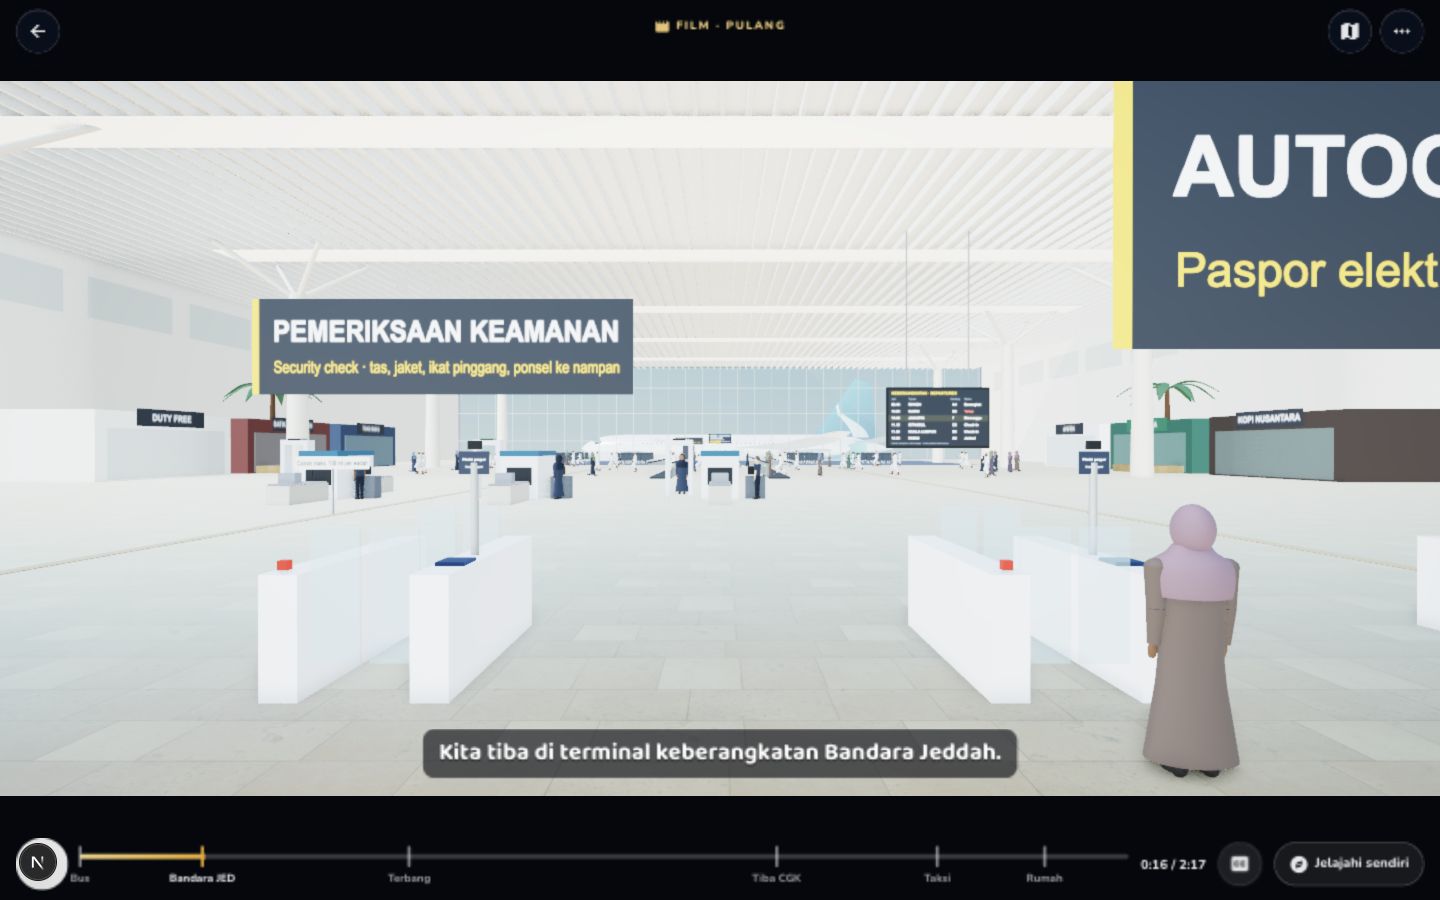 FILM - PULANG
AUTOC
Paspor elekt
PEMERIKSAAN KEAMANAN
Security check · tas, jaket, ikat pinggang, ponsel ke nampan
DUTY FREE
KOPI NUSANTARA
Kita tiba di terminal keberangkatan Bandara Jeddah.
N
Bus
Bandara JED
Terbang
Tiba CGK
Taksi
Rumah
0:16 / 2:17
CC
Jelajahi sendiri